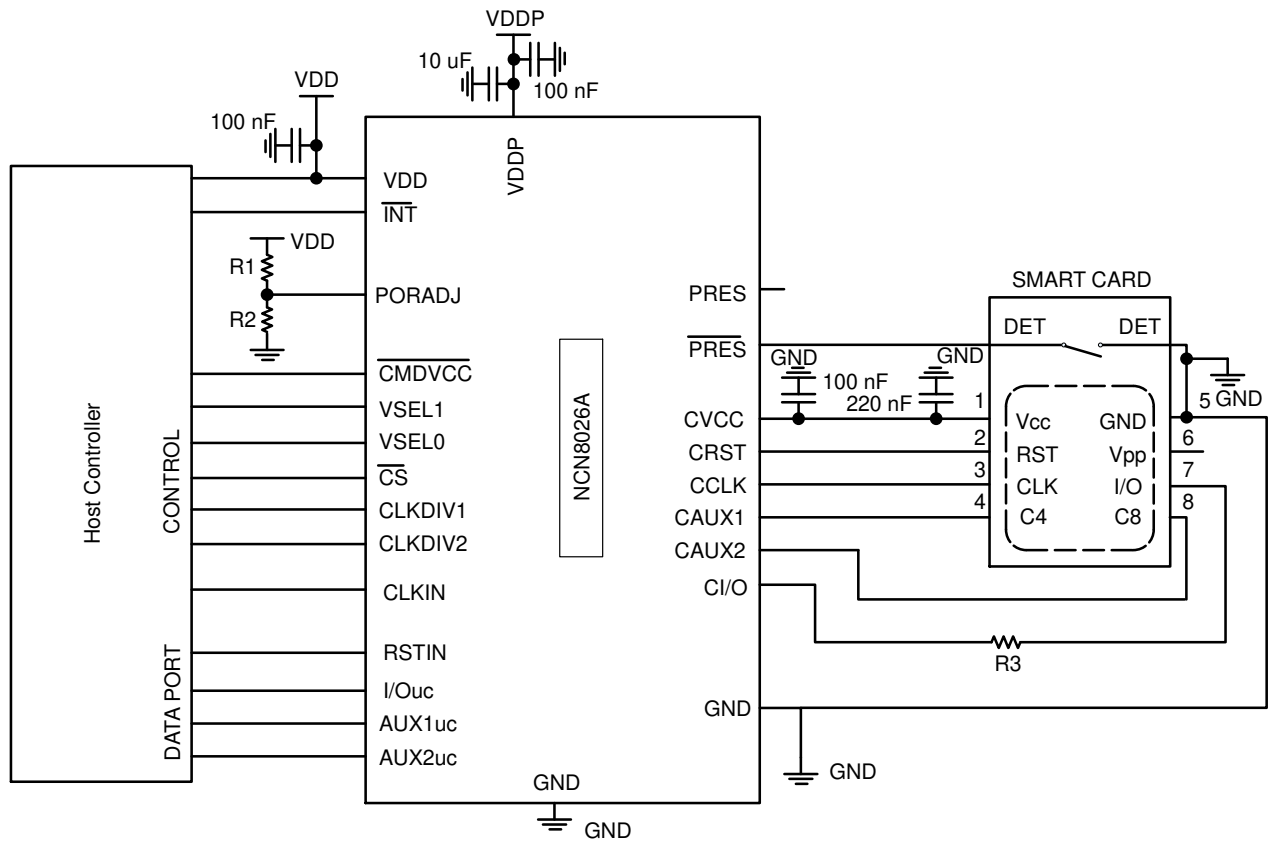 VDDP
10 uF
100 nF
VDD
100 nF
VDDP
VDD
INT
VDD
R1
R2
PORADJ
CMDVCC
VSEL1
VSEL0
CS
CLKDIV1
CLKDIV2
CLKIN
RSTIN
I/Ouc
AUX1uc
AUX2uc
Host Controller
CONTROL
DATA PORT
NCN8026A
GND
GND
PRES
PRES
CVCC
CRST
CCLK
CAUX1
CAUX2
CI/O
GND
GND
GND
100 nF
GND
220 nF
SMART CARD
DET
DET
GND
1
2
3
4
5
6
7
8
Vcc
GND
RST
Vpp
CLK
I/O
C4
C8
R3